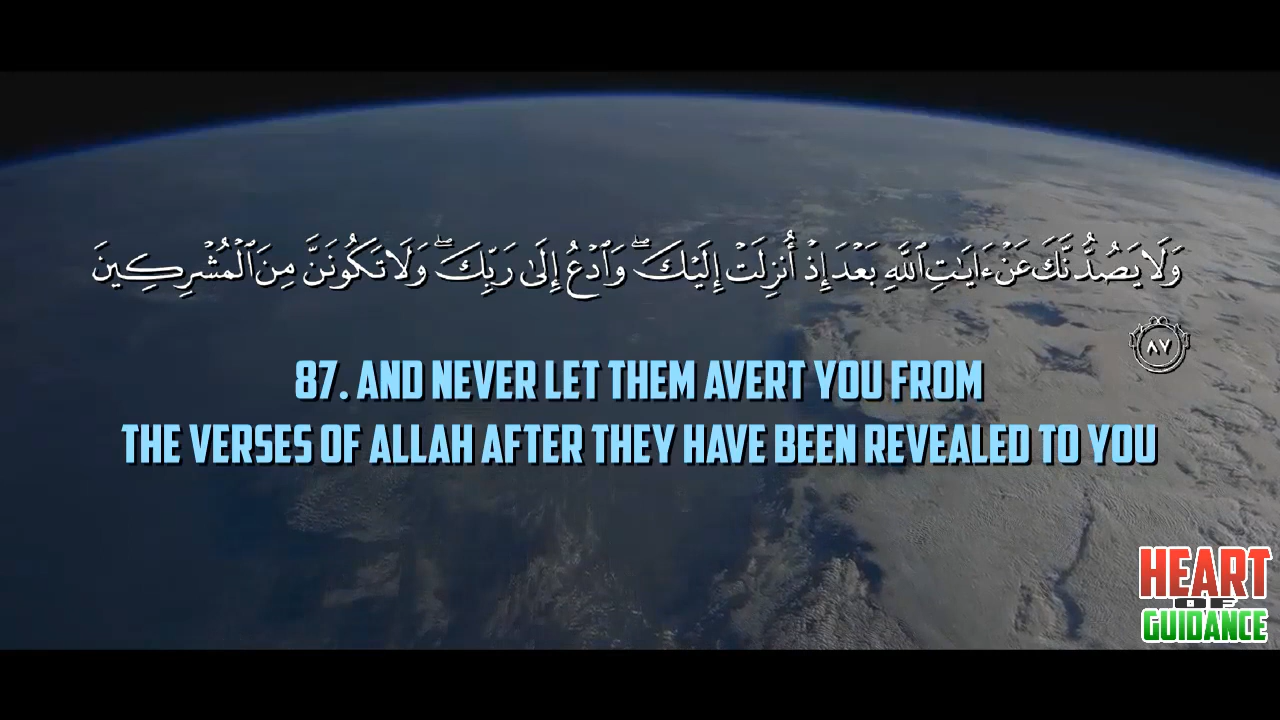 وَلَا يَصُدُّنَّكَ عَنْ ءَايَٰتِ ٱللَّهِ بَعْدَ إِذْ أُنزِلَتْ إِلَيْكَ ۖ وَٱدْعُ إِلَىٰ رَبِّكَ ۖ وَلَا تَكُونَنَّ مِنَ ٱلْمُشْرِكِينَ
٨٧
87. AND NEVER LET THEM AVERT YOU FROM
THE VERSES OF ALLAH AFTER THEY HAVE BEEN REVEALED TO YOU
HEART
OF
GUIDANCE